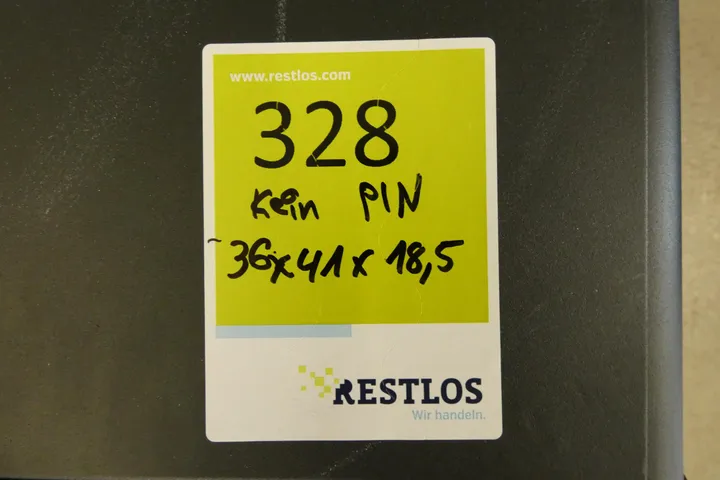 www.restlos.com
328
Kein PIN
~36x41x18,5
RESTLOS
Wir handeln.